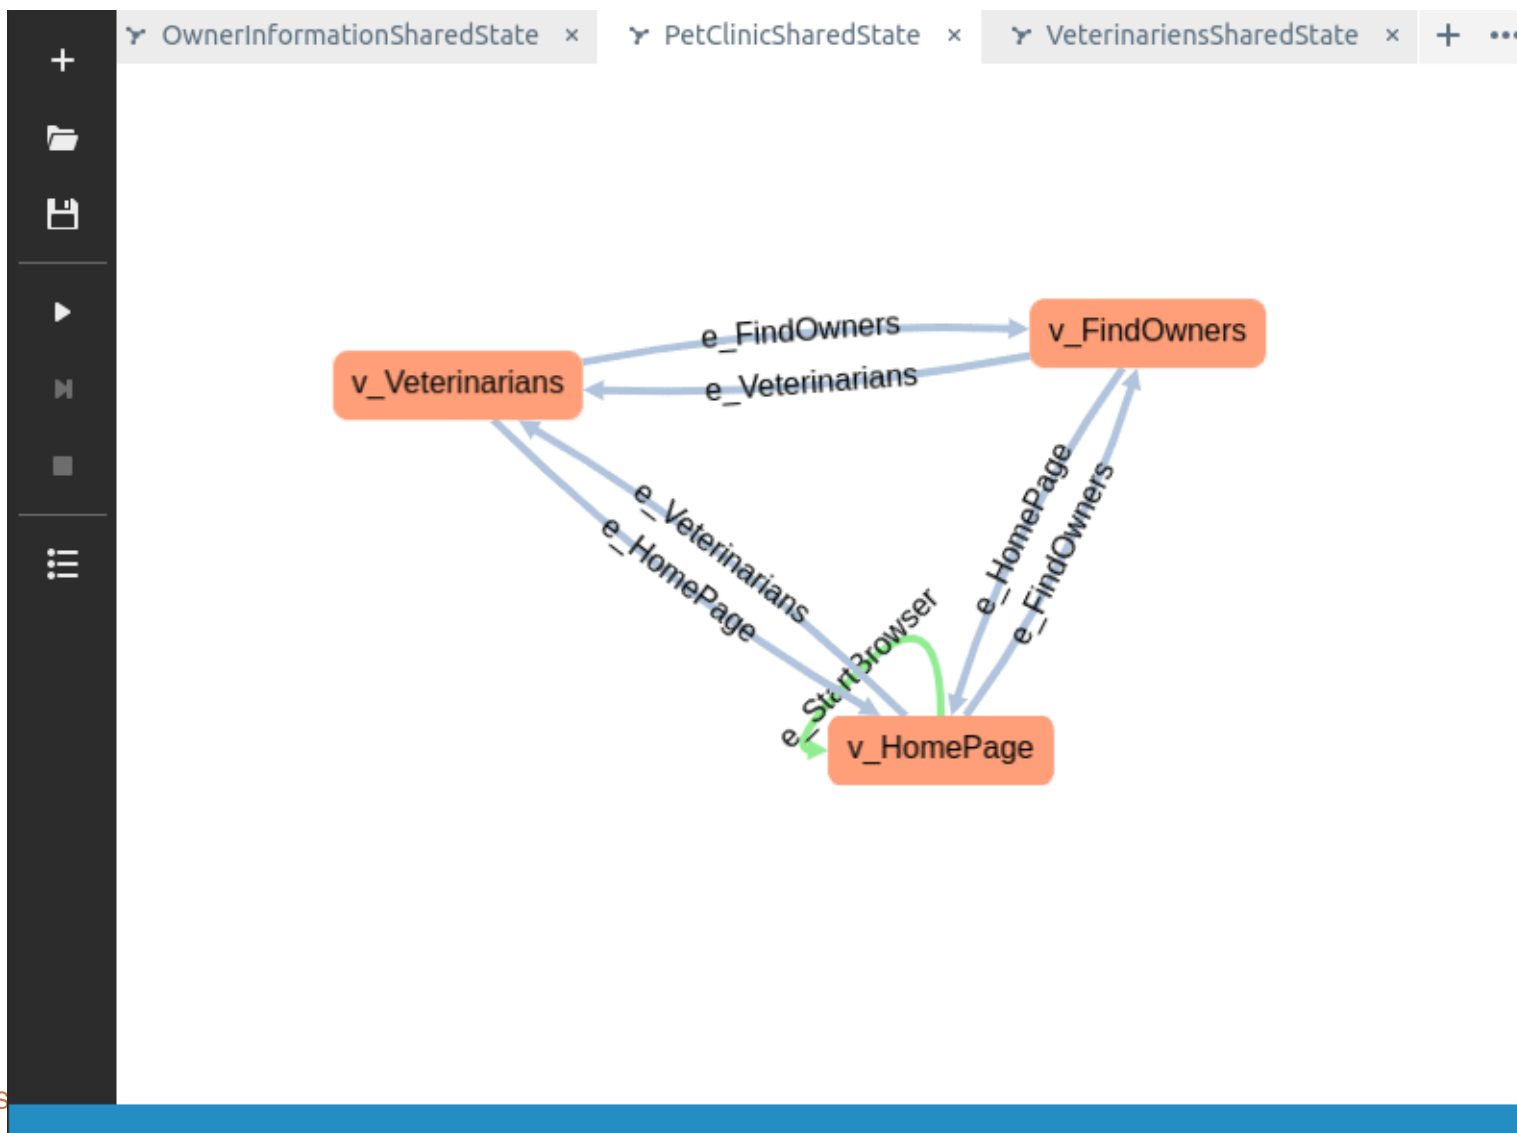 OwnerInformationSharedState ×
PetClinicSharedState ×
VeterinariensSharedState ×
e_FindOwners
v_FindOwners
v_Veterinarians
e_Veterinarians
e_Veterinarians
e_HomePage
e_HomePage
e_FindOwners
e_StartBrowser
v_HomePage
s